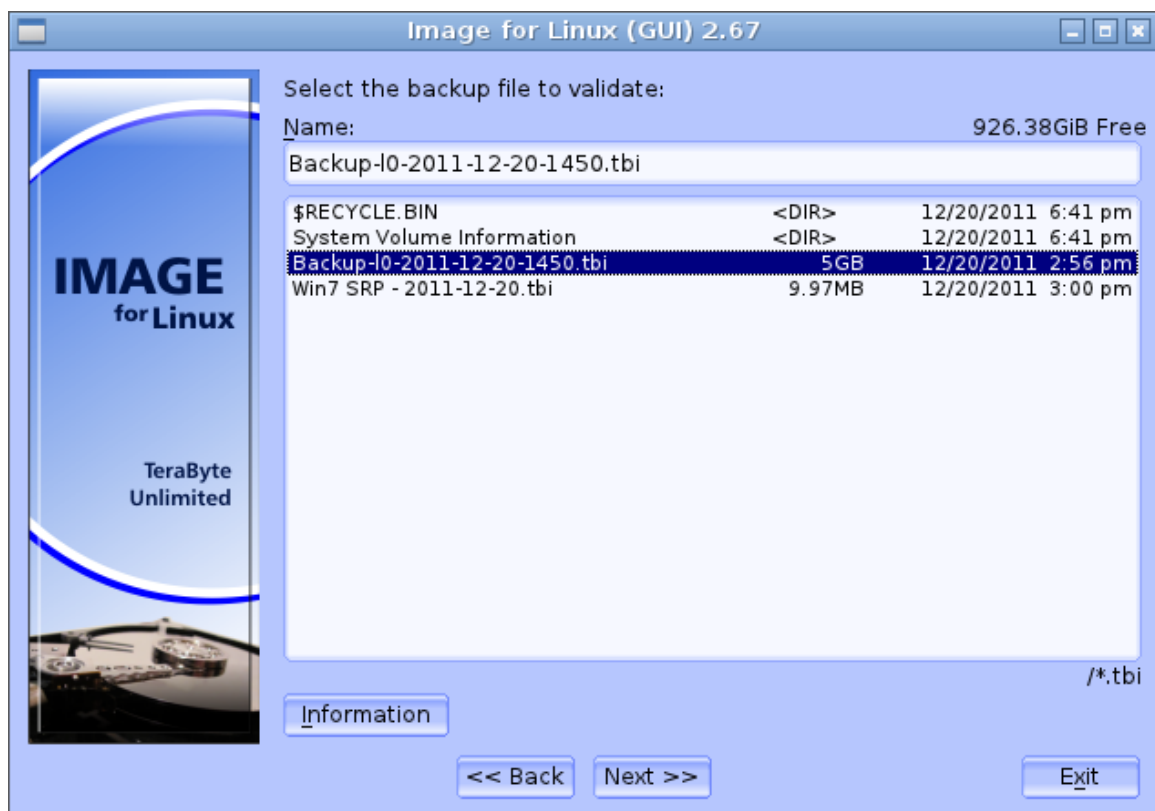 Image for Linux (GUI) 2.67
IMAGE
for Linux
TeraByte
Unlimited
Select the backup file to validate:
Name: 926.38GiB Free
Backup-l0-2011-12-20-1450.tbi
$RECYCLE.BIN <DIR> 12/20/2011 6:41 pm
System Volume Information <DIR> 12/20/2011 6:41 pm
Backup-l0-2011-12-20-1450.tbi 5GB 12/20/2011 2:56 pm
Win7 SRP - 2011-12-20.tbi 9.97MB 12/20/2011 3:00 pm
/*.tbi
Information
<< Back Next >> Exit